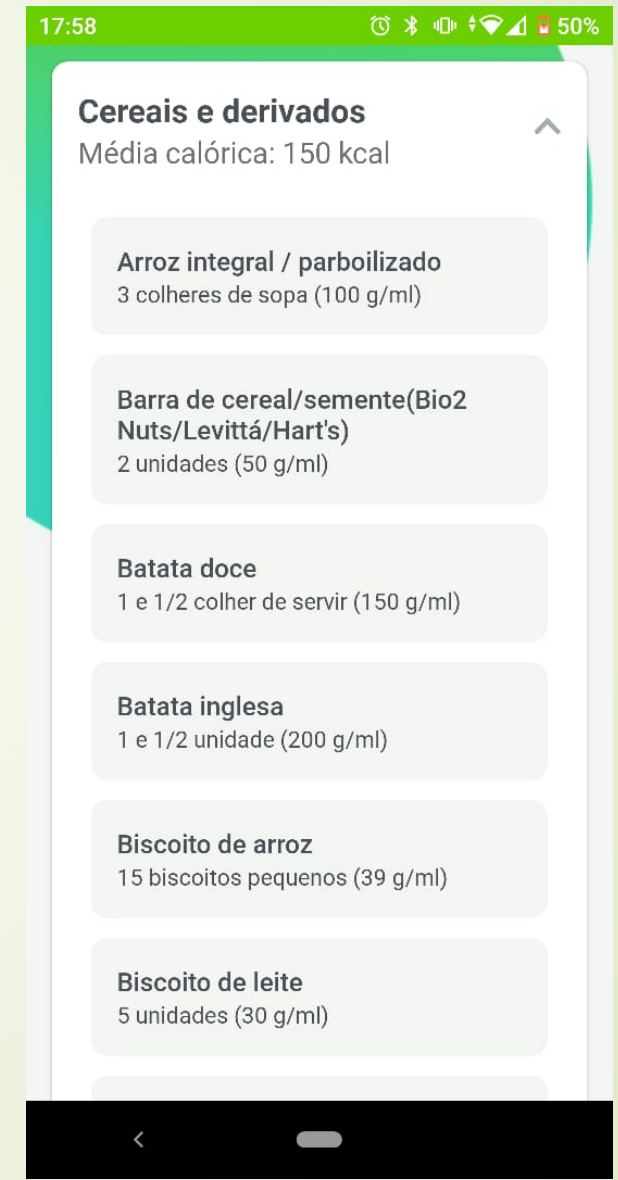 17:58 50%
Cereais e derivados
Média calórica: 150 kcal
Arroz integral / parboilizado
3 colheres de sopa (100 g/ml)
Barra de cereal/semente(Bio2
Nuts/Levittá/Hart's)
2 unidades (50 g/ml)
Batata doce
1 e 1/2 colher de servir (150 g/ml)
Batata inglesa
1 e 1/2 unidade (200 g/ml)
Biscoito de arroz
15 biscoitos pequenos (39 g/ml)
Biscoito de leite
5 unidades (30 g/ml)